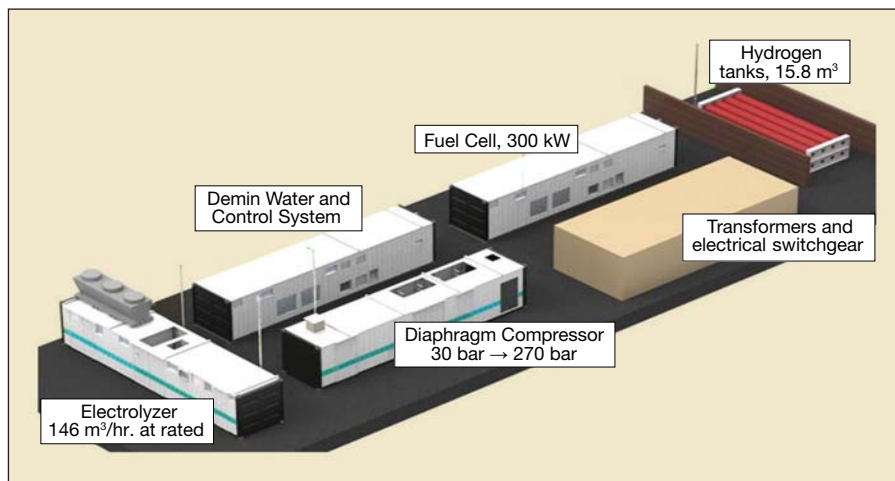 Hydrogen
tanks, 15.8 m³
Fuel Cell, 300 kW
Demin Water and
Control System
Transformers and
electrical switchgear
Diaphragm Compressor
30 bar → 270 bar
Electrolyzer
146 m³/hr. at rated